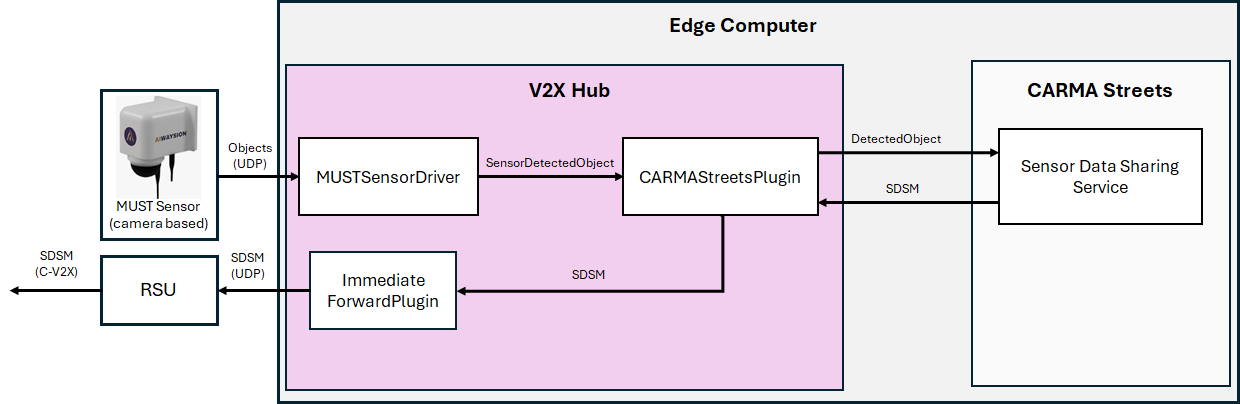 Edge Computer
V2X Hub
CARMA Streets
AIWAYSION
MUST Sensor
(camera based)
Objects
(UDP)
MUSTSensorDriver
SensorDetectedObject
CARMAStreetsPlugin
DetectedObject
SDSM
Sensor Data Sharing
Service
SDSM
(C-V2X)
RSU
SDSM
(UDP)
Immediate
ForwardPlugin
SDSM